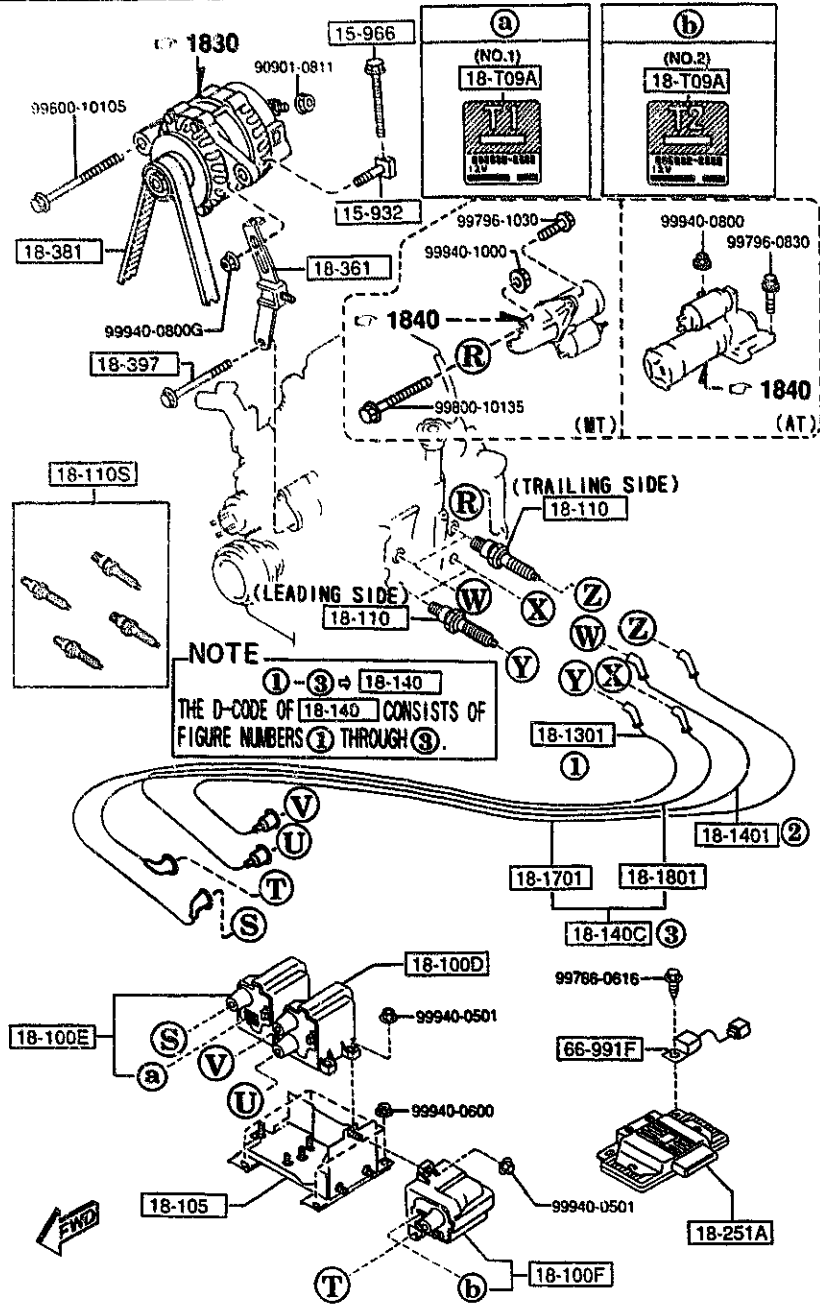 1830
15-966
90901-0811
99600-10105
15-932
18-381
18-361
99940-0800G
18-397
a
(NO.1)
18-T09A
T1
12V
b
(NO.2)
18-T09A
T2
12V
99796-1030
99940-1000
1840
R
99800-10135
(MT)
99940-0800
99796-0830
1840
(AT)
18-110S
R
(TRAILING SIDE)
18-110
(LEADING SIDE)
18-110
W
X
Z
Y
W
Z
Y
X
NOTE
①-③ ⇨ 18-140
THE D-CODE OF 18-140 CONSISTS OF
FIGURE NUMBERS ① THROUGH ③.
18-1301
①
18-1401 ②
18-1701
18-1801
18-140C ③
V
U
T
S
18-100D
18-100E
S
a
V
U
99940-0501
99940-0600
18-105
FWD
99940-0501
18-100F
T
b
99766-0616
66-991F
18-251A